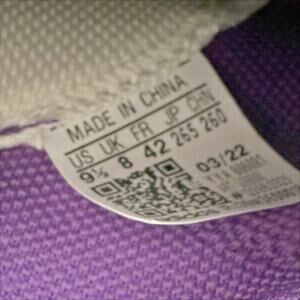 MADE IN CHINA
US UK FR JP CHN
9½ 8 42 265 260
03/22